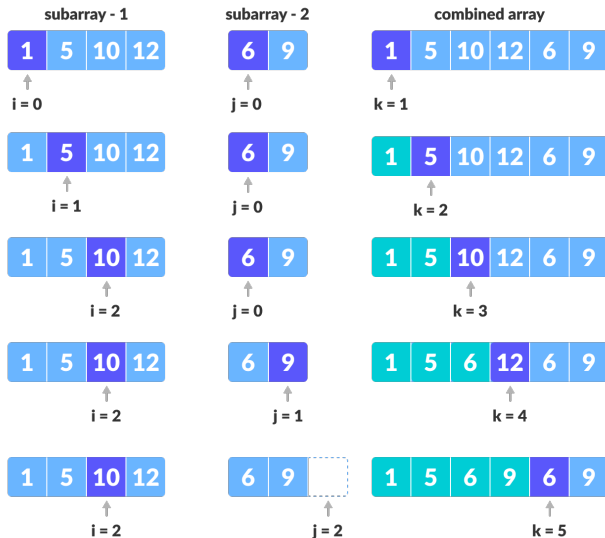 subarray - 1 subarray - 2 combined array
1 5 10 12 6 9 1 5 10 12 6 9
i = 0 j = 0 k = 1
1 5 10 12 6 9 1 5 10 12 6 9
i = 1 j = 0 k = 2
1 5 10 12 6 9 1 5 10 12 6 9
i = 2 j = 0 k = 3
1 5 10 12 6 9 1 5 6 12 6 9
i = 2 j = 1 k = 4
1 5 10 12 6 9 1 5 6 9 6 9
i = 2 j = 2 k = 5